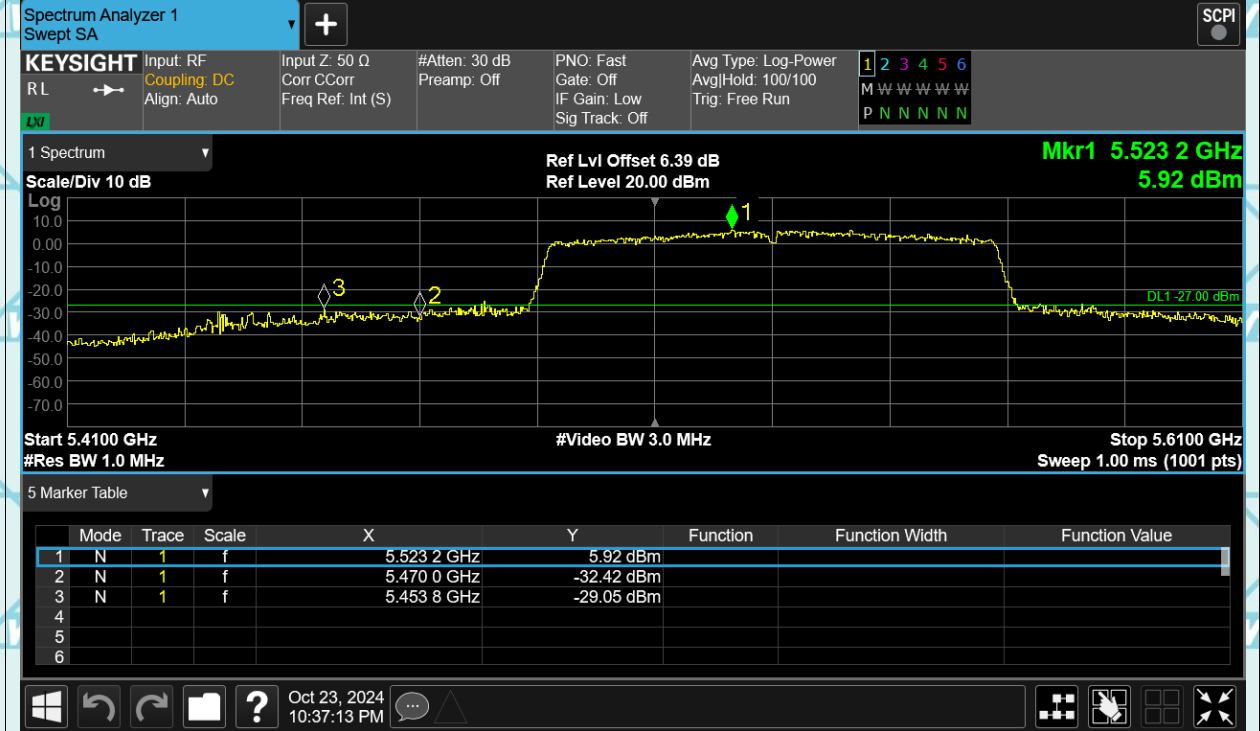 Spectrum Analyzer 1
Swept SA
SCPI
KEYSIGHT
R L
LXI
Input: RF
Coupling: DC
Align: Auto
Input Z: 50 Ω
Corr CCorr
Freq Ref: Int (S)
#Atten: 30 dB
Preamp: Off
PNO: Fast
Gate: Off
IF Gain: Low
Sig Track: Off
Avg Type: Log-Power
Avg|Hold: 100/100
Trig: Free Run
1 2 3 4 5 6
M W W W W W
P N N N N N
1 Spectrum
Scale/Div 10 dB
Ref Lvl Offset 6.39 dB
Ref Level 20.00 dBm
Mkr1 5.523 2 GHz
5.92 dBm
Log
10.0
0.00
-10.0
-20.0
-30.0
-40.0
-50.0
-60.0
-70.0
1
3
2
DL1 -27.00 dBm
Start 5.4100 GHz
#Video BW 3.0 MHz
Stop 5.6100 GHz
#Res BW 1.0 MHz
Sweep 1.00 ms (1001 pts)
5 Marker Table
Mode Trace Scale X Y Function Function Width Function Value
1 N 1 f 5.523 2 GHz 5.92 dBm
2 N 1 f 5.470 0 GHz -32.42 dBm
3 N 1 f 5.453 8 GHz -29.05 dBm
4
5
6
?
Oct 23, 2024
10:37:13 PM